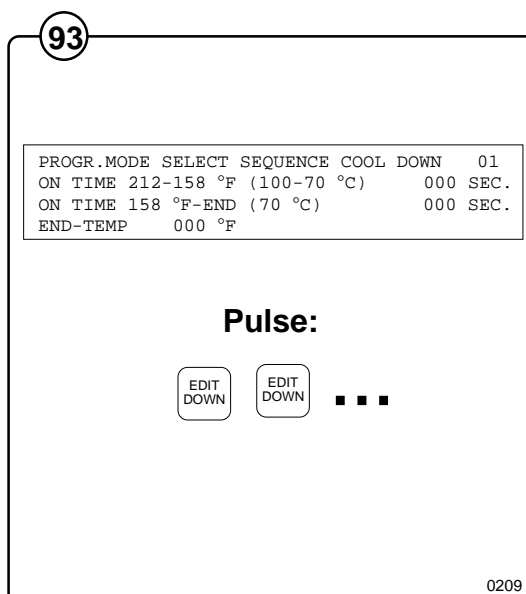 93
PROGR.MODE SELECT SEQUENCE COOL DOWN 01
ON TIME 212-158 °F (100-70 °C) 000 SEC.
ON TIME 158 °F-END (70 °C) 000 SEC.
END-TEMP 000 °F
Pulse:
EDIT DOWN EDIT DOWN ...
0209